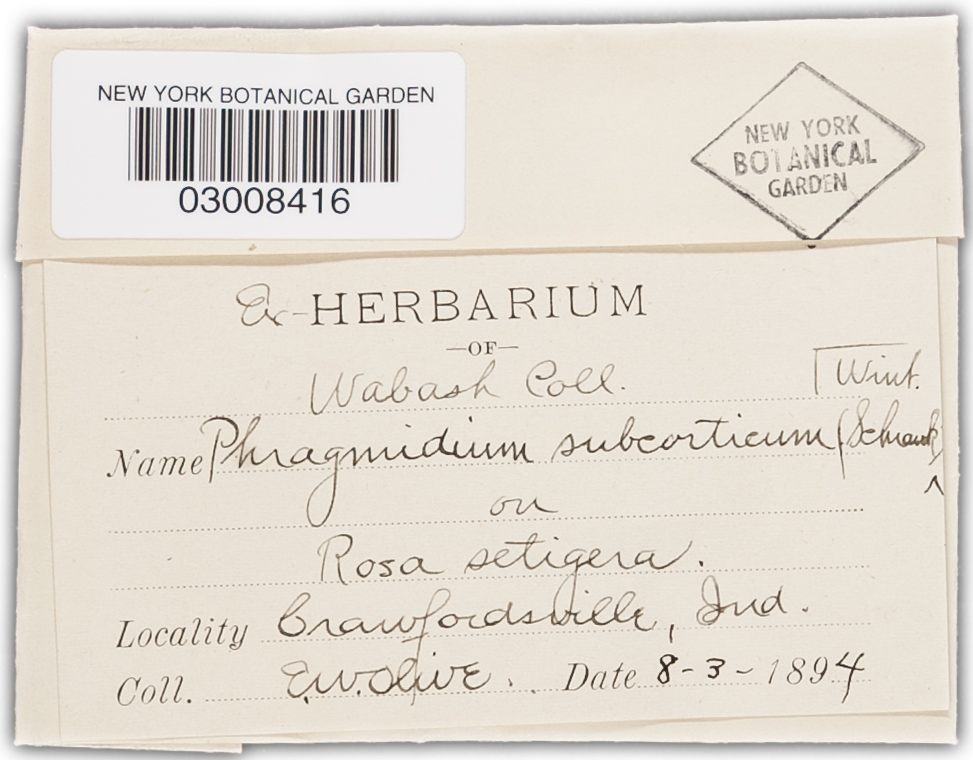 NEW YORK BOTANICAL GARDEN
03008416
NEW YORK
BOTANICAL
GARDEN
Ex-HERBARIUM
—OF—
Wabash Coll.
Wint.
Name Phragmidium subcorticum (Schrank)
on
Rosa setigera.
Locality Crawfordsville, Ind.
Coll. E.W.Olive. Date 8-3-1894